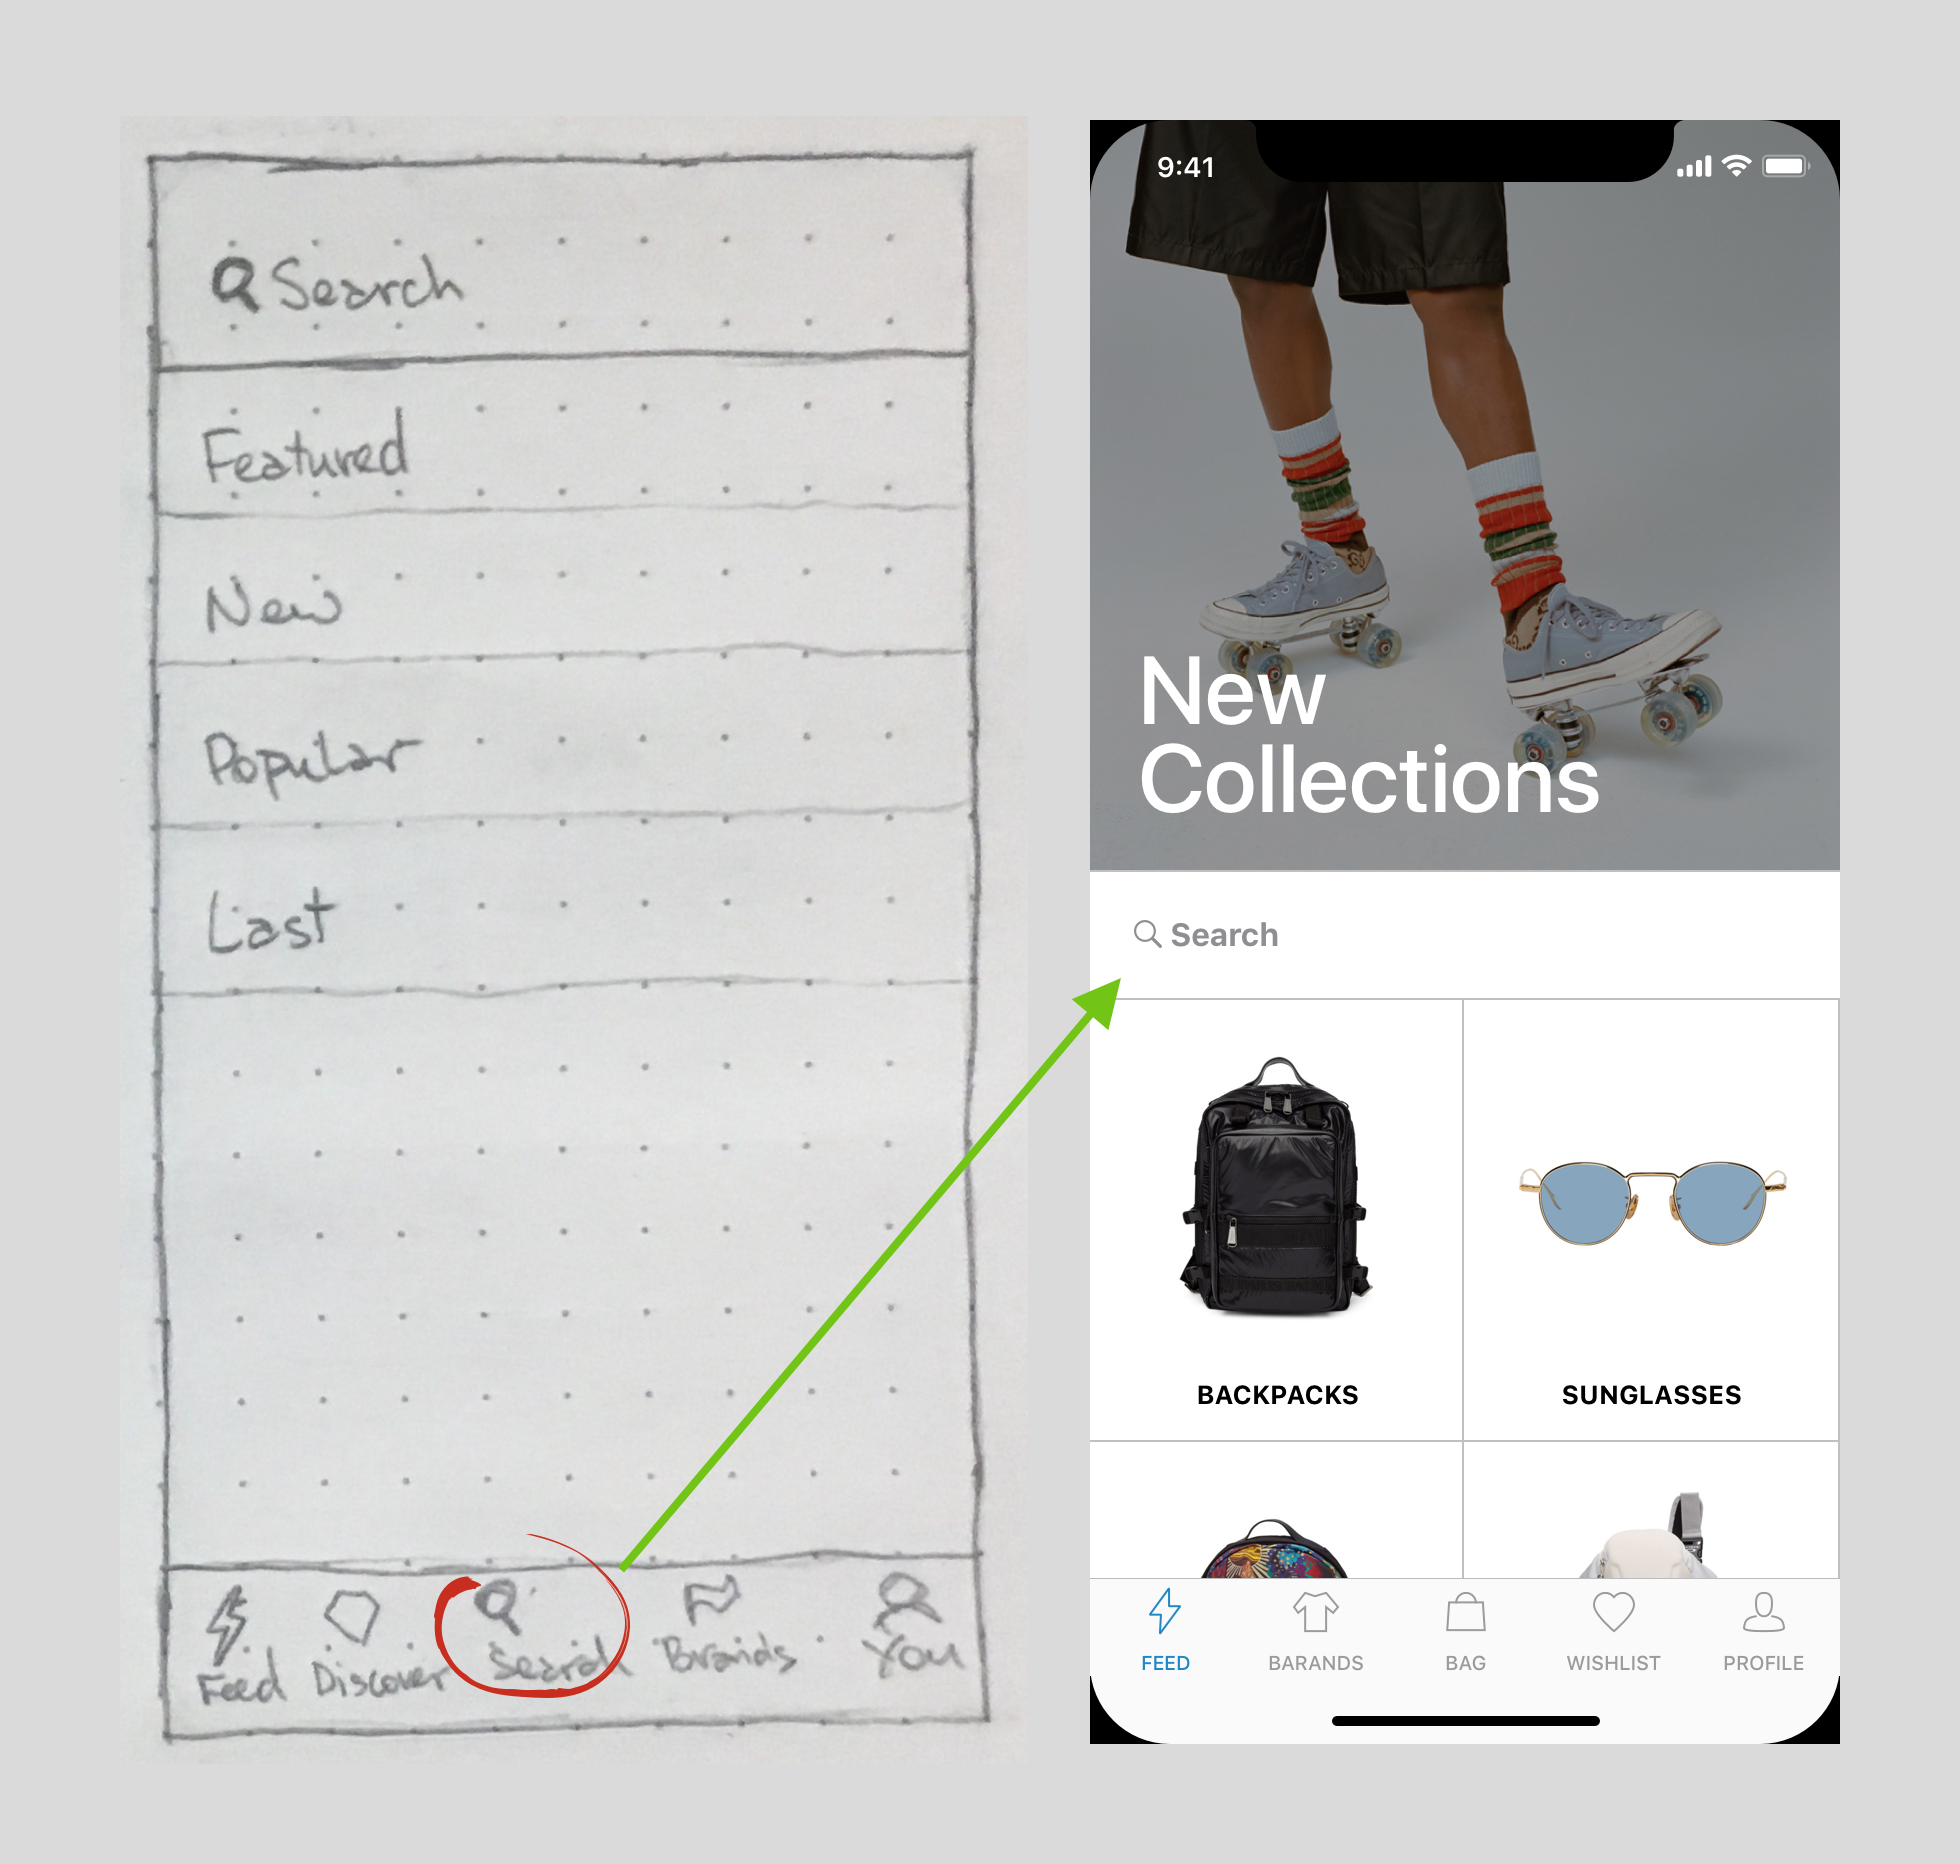 Search
Featured
New
Popular
Last
Feed Discover Search Brands You
9:41
New
Collections
Search
BACKPACKS SUNGLASSES
FEED BARANDS BAG WISHLIST PROFILE